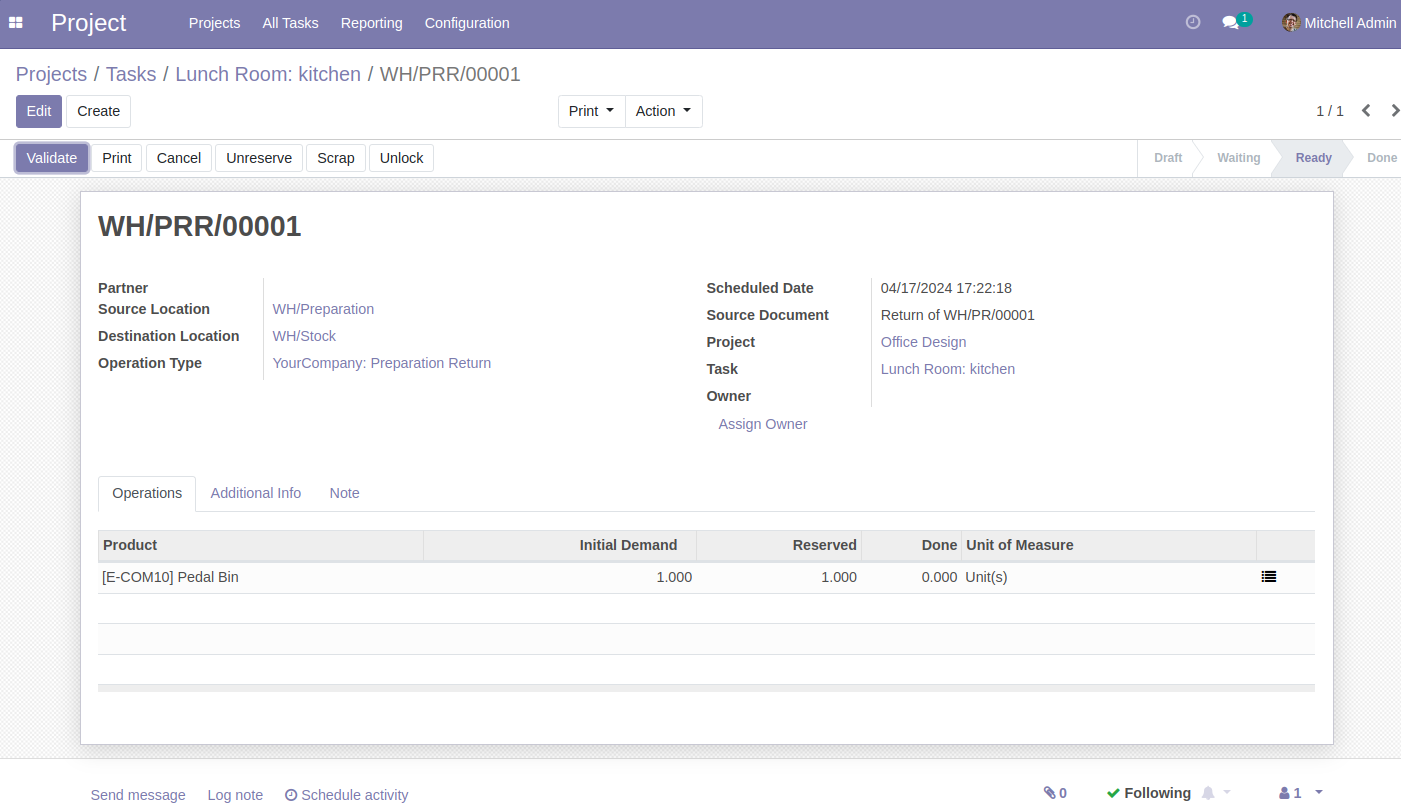 Project Projects All Tasks Reporting Configuration 1 Mitchell Admin
Projects / Tasks / Lunch Room: kitchen / WH/PRR/00001
Edit Create Print Action 1 / 1
Validate Print Cancel Unreserve Scrap Unlock Draft Waiting Ready Done
WH/PRR/00001
Partner
Source Location WH/Preparation
Destination Location WH/Stock
Operation Type YourCompany: Preparation Return
Scheduled Date 04/17/2024 17:22:18
Source Document Return of WH/PR/00001
Project Office Design
Task Lunch Room: kitchen
Owner
Assign Owner
Operations Additional Info Note
Product Initial Demand Reserved Done Unit of Measure
[E-COM10] Pedal Bin 1.000 1.000 0.000 Unit(s)
Send message Log note Schedule activity 0 Following 1